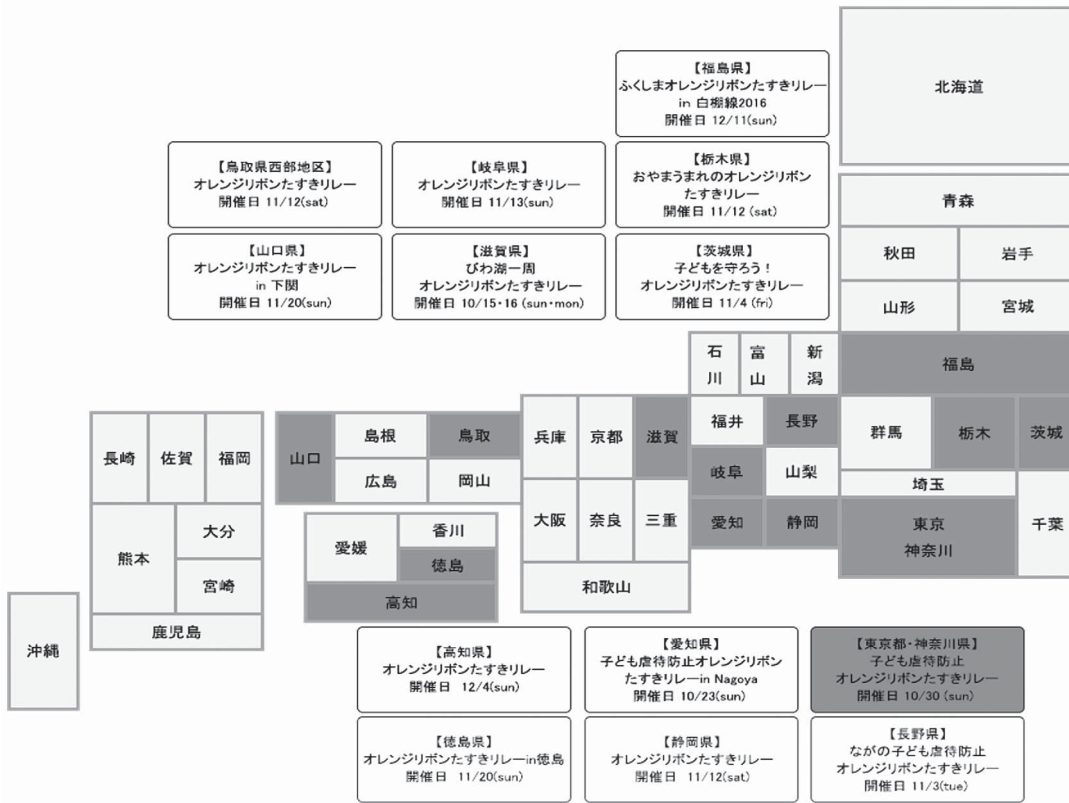 北海道
【福島県】
ふくしまオレンジリボンたすきリレー
in 白棚線2016
開催日 12/11(sun)
【鳥取県西部地区】
オレンジリボンたすきリレー
開催日 11/12(sat)
【岐阜県】
オレンジリボンたすきリレー
開催日 11/13(sun)
【栃木県】
おやまうまれのオレンジリボン
たすきリレー
開催日 11/12 (sat)
【山口県】
オレンジリボンたすきリレー
in 下関
開催日 11/20(sun)
【滋賀県】
びわ湖一周
オレンジリボンたすきリレー
開催日 10/15・16 (sun・mon)
【茨城県】
子どもを守ろう！
オレンジリボンたすきリレー
開催日 11/4 (fri)
青森
秋田
岩手
山形
宮城
石川
富山
新潟
福島
長崎
佐賀
福岡
山口
島根
鳥取
兵庫
京都
滋賀
福井
長野
群馬
栃木
茨城
広島
岡山
岐阜
山梨
埼玉
熊本
大分
宮崎
鹿児島
沖縄
愛媛
香川
徳島
高知
大阪
奈良
三重
和歌山
愛知
静岡
東京
神奈川
千葉
【高知県】
オレンジリボンたすきリレー
開催日 12/4(sun)
【愛知県】
子ども虐待防止オレンジリボン
たすきリレーin Nagoya
開催日 10/23(sun)
【東京都・神奈川県】
子ども虐待防止
オレンジリボンたすきリレー
開催日 10/30 (sun)
【徳島県】
オレンジリボンたすきリレーin徳島
開催日 11/20(sun)
【静岡県】
オレンジリボンたすきリレー
開催日 11/12(sat)
【長野県】
ながの子ども虐待防止
オレンジリボンたすきリレー
開催日 11/3(tue)